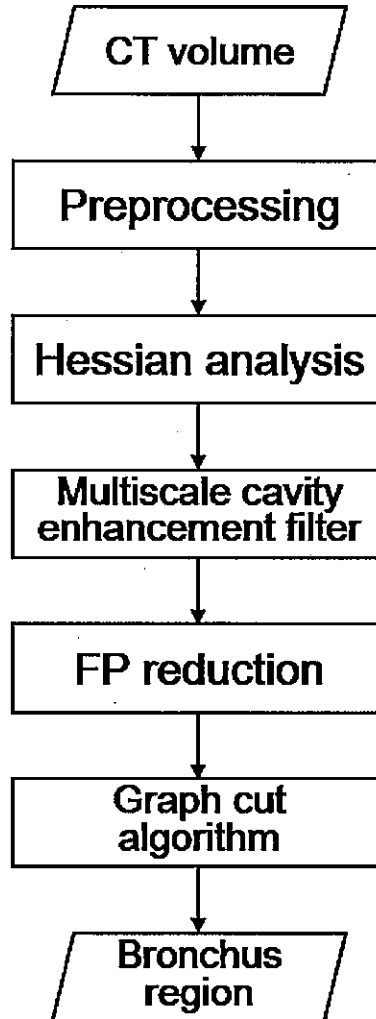 CT volume
Preprocessing
Hessian analysis
Multiscale cavity
enhancement filter
FP reduction
Graph cut
algorithm
Bronchus
region